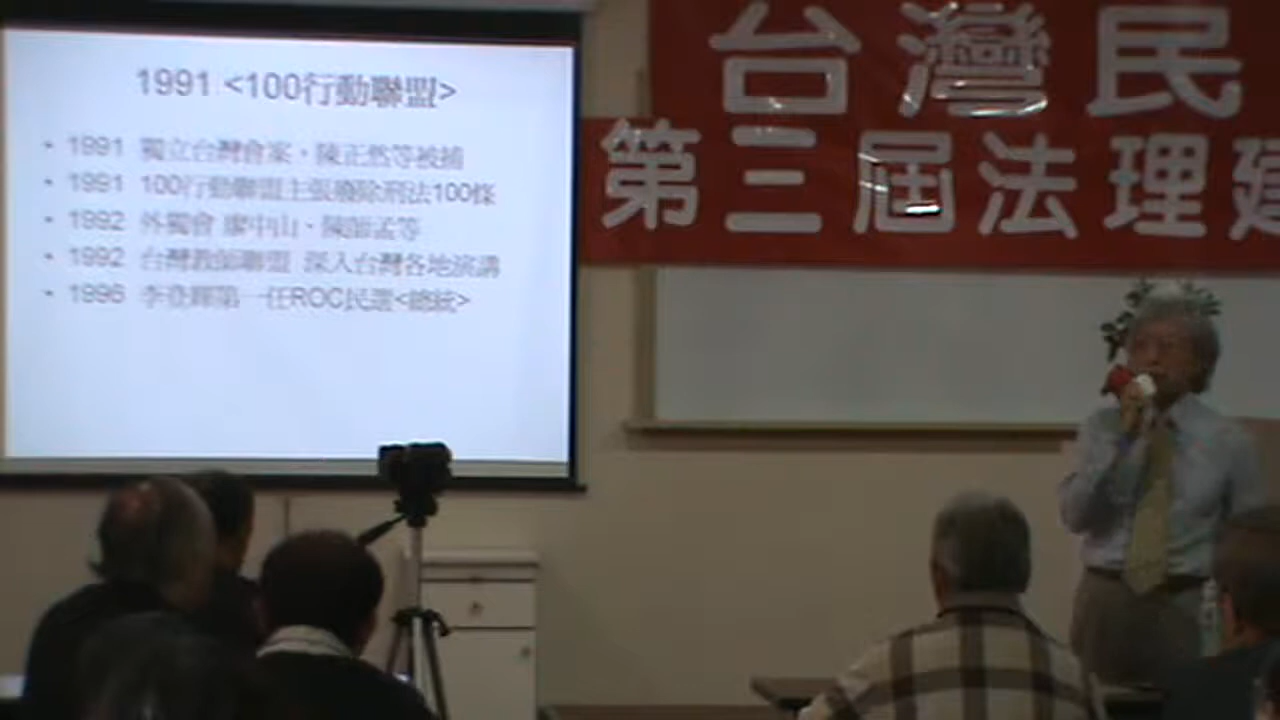 1991 <100行動聯盟>
• 1991 獨立台灣會案，陳正然等被捕
• 1991 100行動聯盟主張廢除刑法100條
• 1992 外獨會 廖中山、陳師孟等
• 1992 台灣教師聯盟 深入台灣各地演講
• 1996 李登輝第一任ROC民選<總統>
台灣民
第三屆法理建